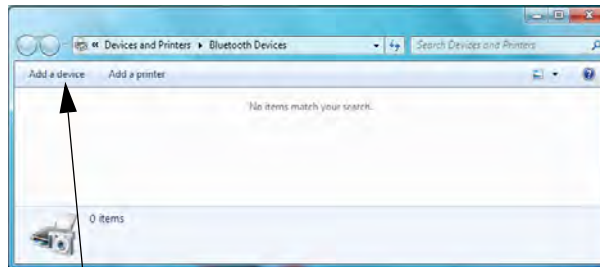 « Devices and Printers ▸ Bluetooth Devices
Search Devices and Printers
Add a device Add a printer
No items match your search.
0 items